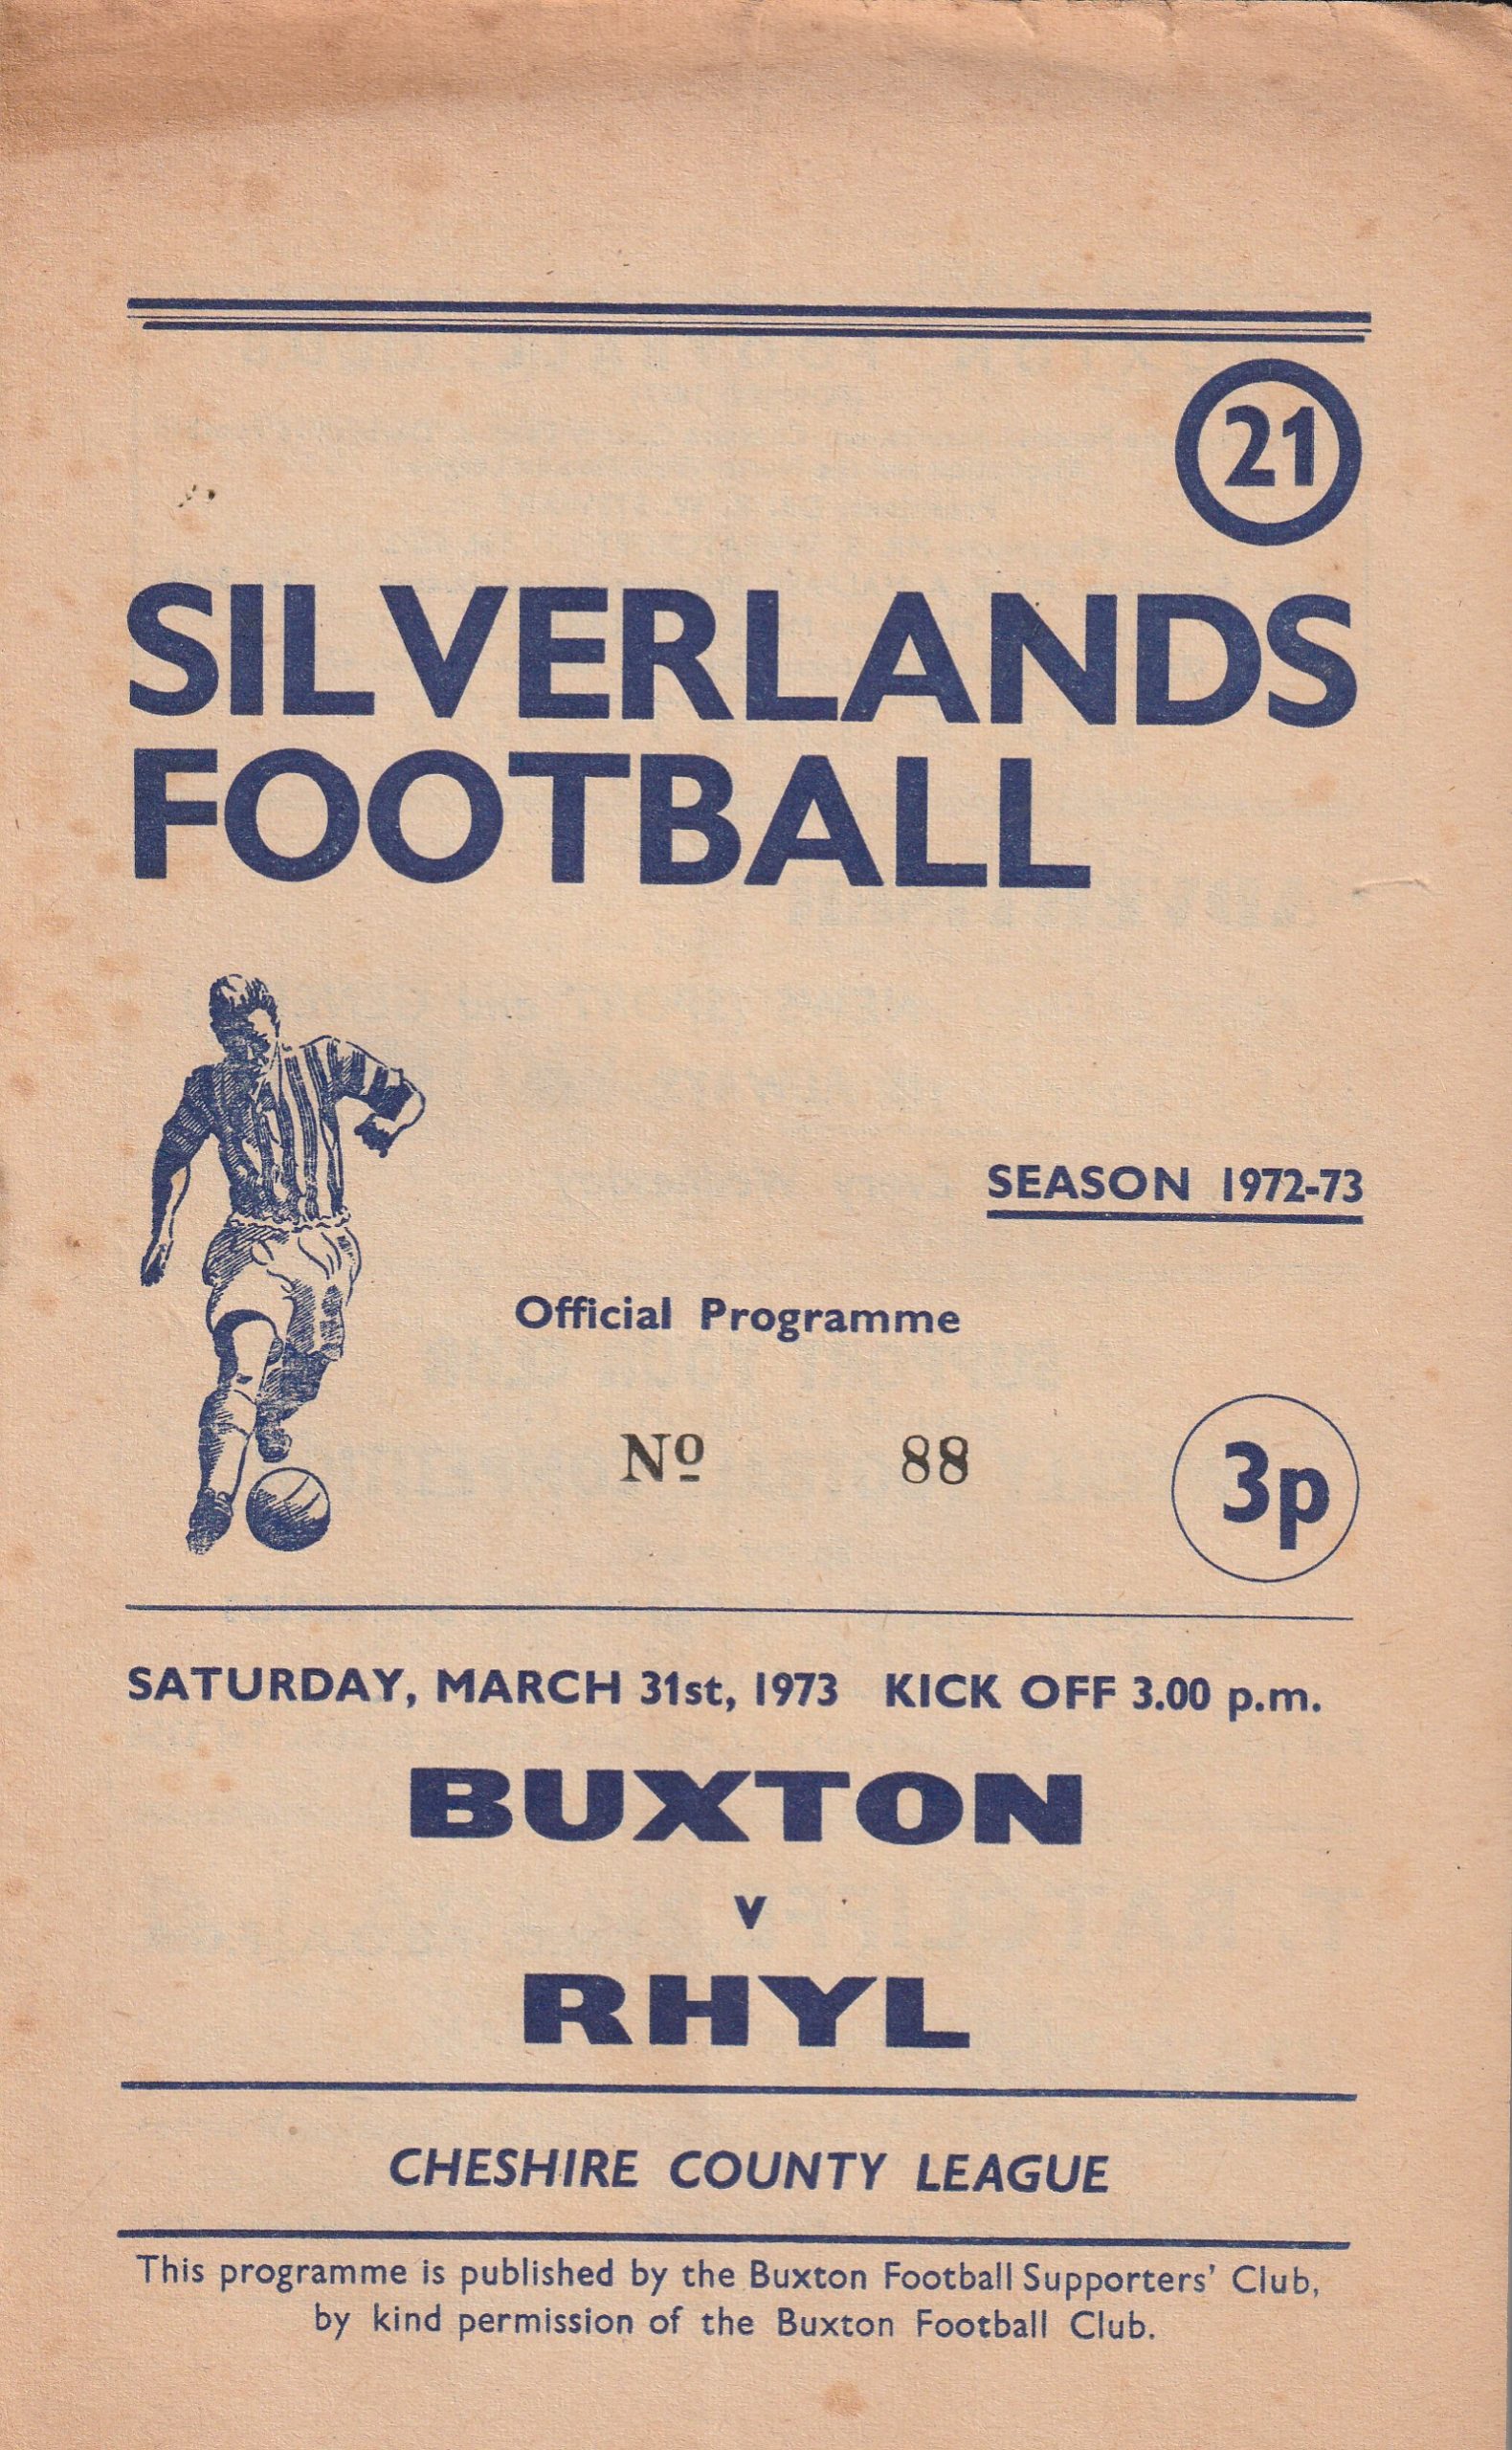 21
SILVERLANDS
FOOTBALL
SEASON 1972-73
Official Programme
Nº 88
3p
SATURDAY, MARCH 31st, 1973 KICK OFF 3.00 p.m.
BUXTON
v
RHYL
CHESHIRE COUNTY LEAGUE
This programme is published by the Buxton Football Supporters' Club,
by kind permission of the Buxton Football Club.